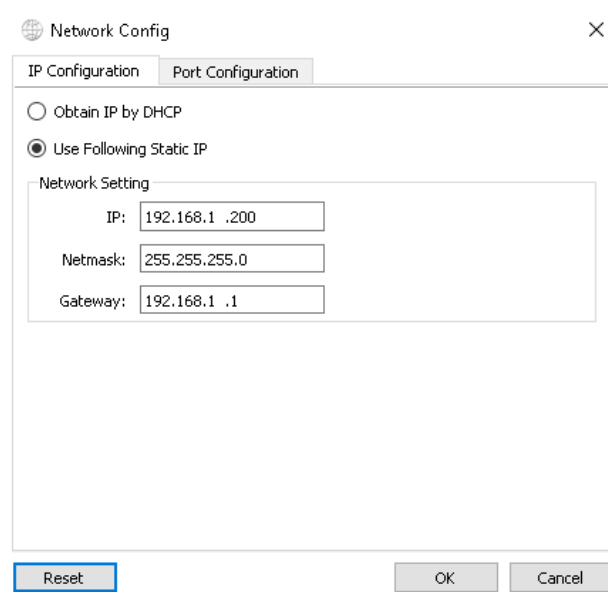 Network Config
IP Configuration Port Configuration
Obtain IP by DHCP
Use Following Static IP
Network Setting
IP: 192.168.1 .200
Netmask: 255.255.255.0
Gateway: 192.168.1 .1
Reset OK Cancel